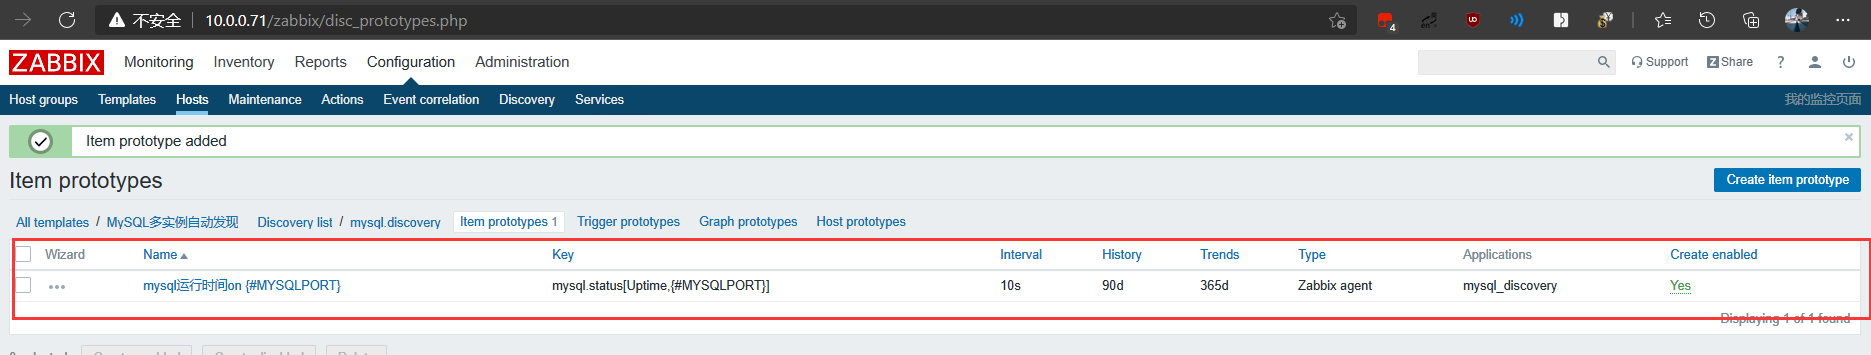 不安全 10.0.0.71/zabbix/disc_prototypes.php 4 UD
ZABBIX Monitoring Inventory Reports Configuration Administration Support Z Share ?
Host groups Templates Hosts Maintenance Actions Event correlation Discovery Services 我的监控页面
Item prototype added
Item prototypes Create item prototype
All templates / MySQL多实例自动发现 Discovery list / mysql.discovery Item prototypes 1 Trigger prototypes Graph prototypes Host prototypes
Wizard Name Key Interval History Trends Type Applications Create enabled
mysql运行时间on {#MYSQLPORT} mysql.status[Uptime,{#MYSQLPORT}] 10s 90d 365d Zabbix agent mysql_discovery Yes
Displaying 1 of 1 found